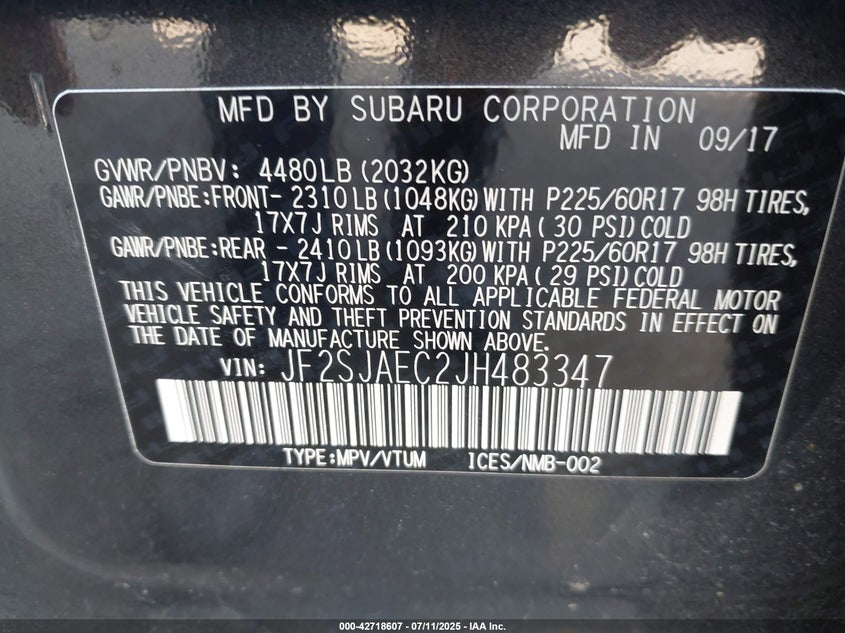 MFD BY SUBARU CORPORATION
MFD IN 09/17
GVWR/PNBV: 4480LB (2032KG)
GAWR/PNBE:FRONT- 2310LB (1048KG) WITH P225/60R17 98H TIRES,
17X7J RIMS AT 210 KPA ( 30 PSI) COLD
GAWR/PNBE:REAR - 2410LB (1093KG) WITH P225/60R17 98H TIRES,
17X7J RIMS AT 200 KPA ( 29 PSI) COLD
THIS VEHICLE CONFORMS TO ALL APPLICABLE FEDERAL MOTOR
VEHICLE SAFETY AND THEFT PREVENTION STANDARDS IN EFFECT ON
THE DATE OF MANUFACTURE SHOWN ABOVE.
VIN: JF2SJAEC2JH483347
TYPE:MPV/VTUM ICES/NMB-002
000-42718607 - 07/11/2025 - IAA Inc.